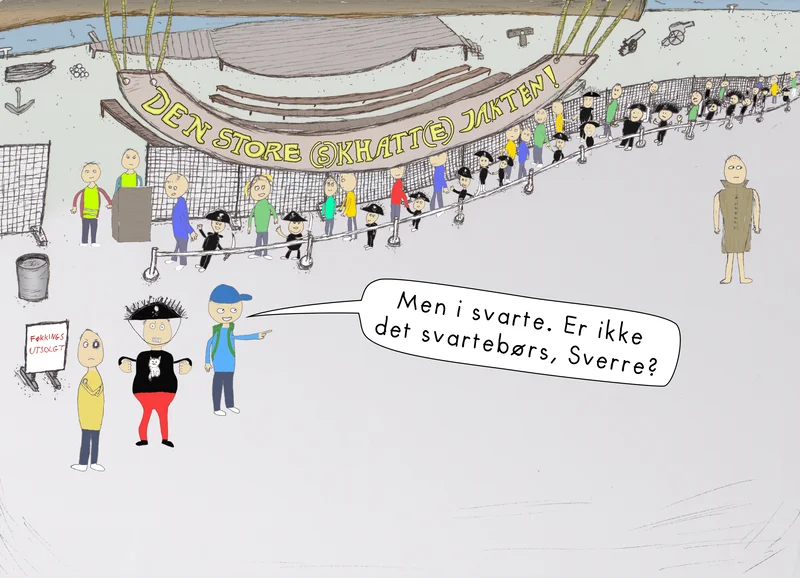 DEN STORE (S)KHATT(E) JAKTEN!
Men i svarte. Er ikke
det svartebørs, Sverre?
FØKKINGS
UTSOLGT